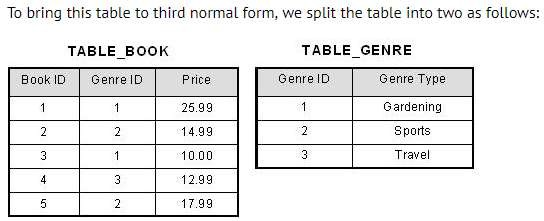 To bring this table to third normal form, we split the table into two as follows:
TABLE_BOOK
Book ID Genre ID Price
1 1 25.99
2 2 14.99
3 1 10.00
4 3 12.99
5 2 17.99
TABLE_GENRE
Genre ID Genre Type
1 Gardening
2 Sports
3 Travel